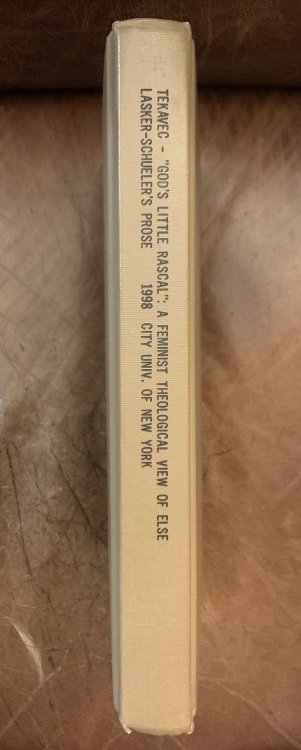 TEKAVEC - "GOD'S LITTLE RASCAL": A FEMINIST THEOLOGICAL VIEW OF ELSE
LASKER-SCHUELER'S PROSE 1998 CITY UNIV. OF NEW YORK